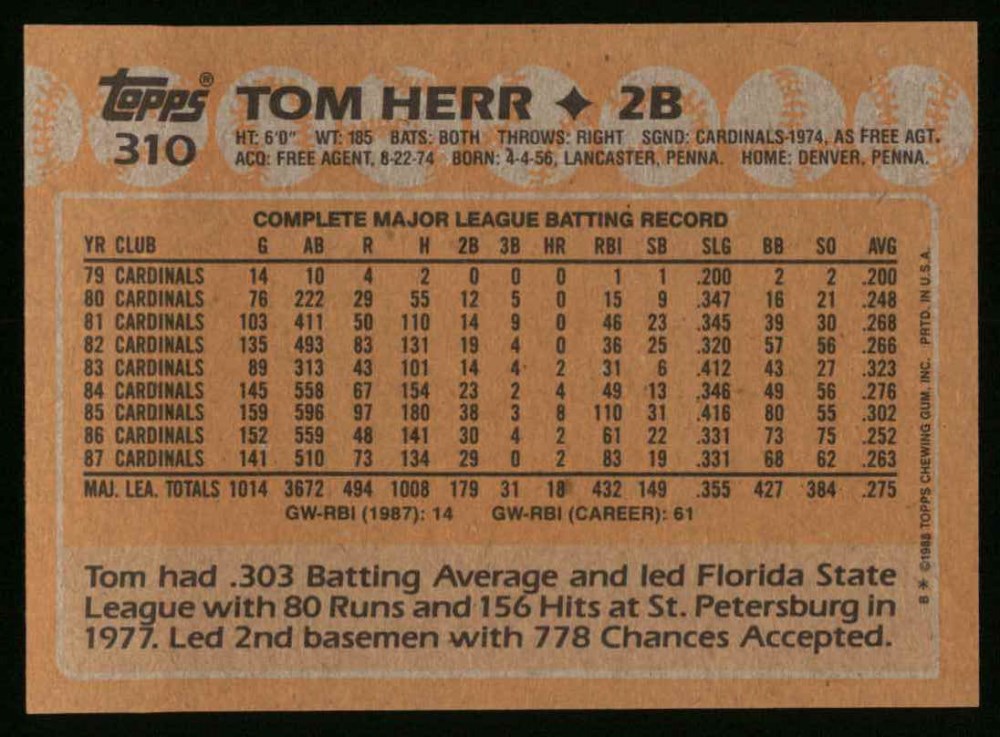 Topps® TOM HERR ✦ 2B
310 HT: 6'0" WT: 185 BATS: BOTH THROWS: RIGHT SGND: CARDINALS-1974, AS FREE AGT.
ACQ: FREE AGENT, 8-22-74 BORN: 4-4-56, LANCASTER, PENNA. HOME: DENVER, PENNA.
COMPLETE MAJOR LEAGUE BATTING RECORD
YR CLUB G AB R H 2B 3B HR RBI SB SLG BB SO AVG
79 CARDINALS 14 10 4 2 0 0 0 1 1 .200 2 2 .200
80 CARDINALS 76 222 29 55 12 5 0 15 9 .347 16 21 .248
81 CARDINALS 103 411 50 110 14 9 0 46 23 .345 39 30 .268
82 CARDINALS 135 493 83 131 19 4 0 36 25 .320 57 56 .266
83 CARDINALS 89 313 43 101 14 4 2 31 6 .412 43 27 .323
84 CARDINALS 145 558 67 154 23 2 4 49 13 .346 49 56 .276
85 CARDINALS 159 596 97 180 38 3 8 110 31 .416 80 55 .302
86 CARDINALS 152 559 48 141 30 4 2 61 22 .331 73 75 .252
87 CARDINALS 141 510 73 134 29 0 2 83 19 .331 68 62 .263
MAJ. LEA. TOTALS 1014 3672 494 1008 179 31 18 432 149 .355 427 384 .275
GW-RBI (1987): 14 GW-RBI (CAREER): 61
Tom had .303 Batting Average and led Florida State
League with 80 Runs and 156 Hits at St. Petersburg in
1977. Led 2nd basemen with 778 Chances Accepted.
B ** ©1988 TOPPS CHEWING GUM, INC. PRTD. IN U.S.A.